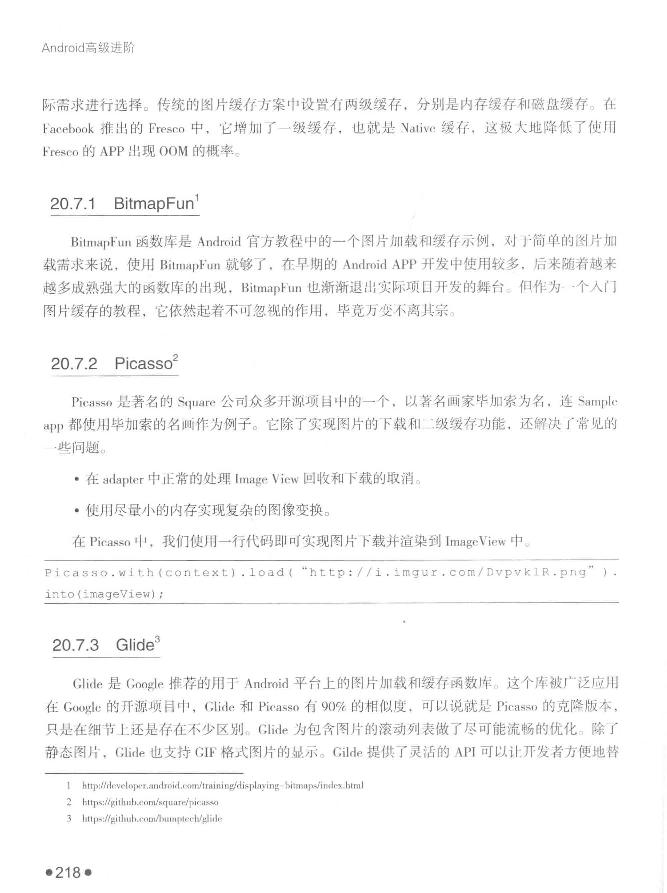 Android高级进阶
际需求进行选择。传统的图片缓存方案中设置有两级缓存，分别是内存缓存和磁盘缓存。在
Facebook 推出的 Fresco 中，它增加了一级缓存，也就是 Native 缓存，这极大地降低了使用
Fresco 的 APP 出现 OOM 的概率。
20.7.1 BitmapFun1
BitmapFun 函数库是 Android 官方教程中的一个图片加载和缓存示例，对于简单的图片加
载需求来说，使用 BitmapFun 就够了，在早期的 Android APP 开发中使用较多，后来随着越来
越多成熟强大的函数库的出现，BitmapFun 也渐渐退出实际项目开发的舞台。但作为一个入门
图片缓存的教程，它依然起着不可忽视的作用，毕竟万变不离其宗。
20.7.2 Picasso2
Picasso 是著名的 Square 公司众多开源项目中的一个，以著名画家毕加索为名，连 Sample
app 都使用毕加索的名画作为例子。它除了实现图片的下载和二级缓存功能，还解决了常见的
一些问题。
• 在 adapter 中正常的处理 Image View 回收和下载的取消。
• 使用尽量小的内存实现复杂的图像变换。
在 Picasso 中，我们使用一行代码即可实现图片下载并渲染到 ImageView 中。
Picasso.with(context).load( “http://i.imgur.com/DvpvklR.png” ).
into(imageView);
20.7.3 Glide3
Glide 是 Google 推荐的用于 Android 平台上的图片加载和缓存函数库。这个库被广泛应用
在 Google 的开源项目中，Glide 和 Picasso 有 90% 的相似度，可以说就是 Picasso 的克隆版本，
只是在细节上还是存在不少区别。Glide 为包含图片的滚动列表做了尽可能流畅的优化。除了
静态图片，Glide 也支持 GIF 格式图片的显示。Gilde 提供了灵活的 API 可以让开发者方便地替
1 http://developer.android.com/training/displaying-bitmaps/index.html
2 https://github.com/square/picasso
3 https://github.com/bumptech/glide
●218●